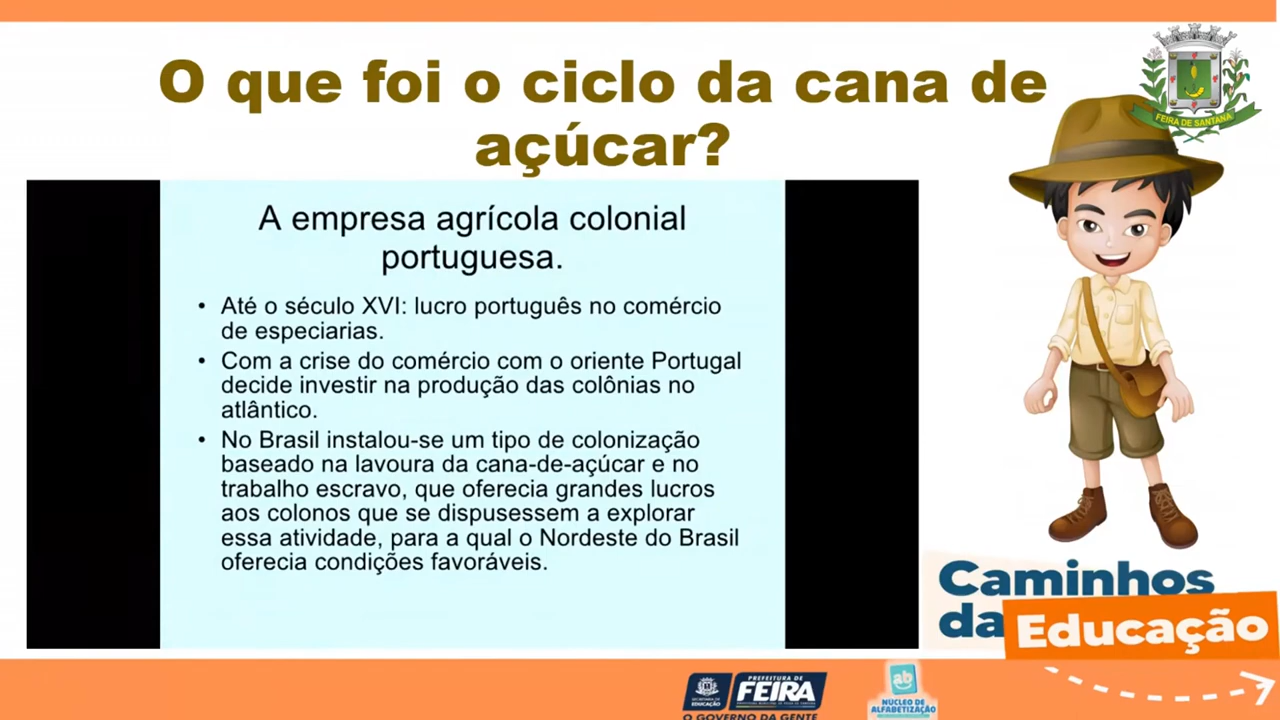 O que foi o ciclo da cana de
açúcar?
FEIRA DE SANTANA
A empresa agrícola colonial
portuguesa.
• Até o século XVI: lucro português no comércio
de especiarias.
• Com a crise do comércio com o oriente Portugal
decide investir na produção das colônias no
atlântico.
• No Brasil instalou-se um tipo de colonização
baseado na lavoura da cana-de-açúcar e no
trabalho escravo, que oferecia grandes lucros
aos colonos que se dispusessem a explorar
essa atividade, para a qual o Nordeste do Brasil
oferecia condições favoráveis.
Caminhos
da Educação
SECRETARIA DE
EDUCAÇÃO
PREFEITURA DE
FEIRA
O GOVERNO DA GENTE
ab
NÚCLEO DE
ALFABETIZAÇÃO